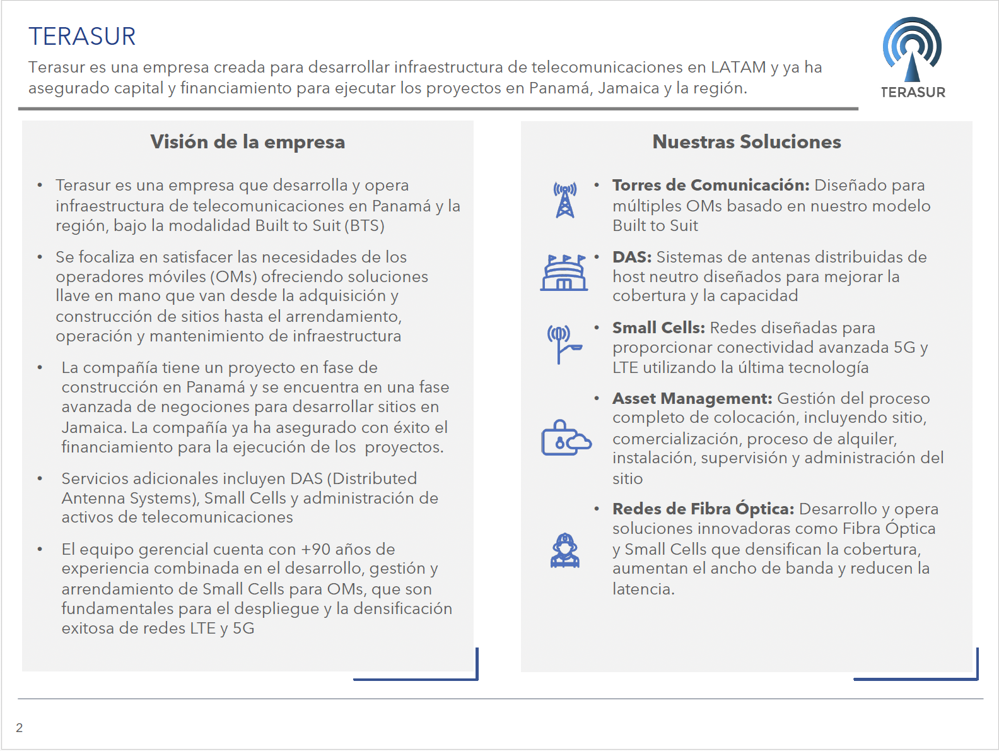 TERASUR
Terasur es una empresa creada para desarrollar infraestructura de telecomunicaciones en LATAM y ya ha
asegurado capital y financiamiento para ejecutar los proyectos en Panamá, Jamaica y la región.
TERASUR
Visión de la empresa
• Terasur es una empresa que desarrolla y opera
infraestructura de telecomunicaciones en Panamá y la
región, bajo la modalidad Built to Suit (BTS)
• Se focaliza en satisfacer las necesidades de los
operadores móviles (OMs) ofreciendo soluciones
llave en mano que van desde la adquisición y
construcción de sitios hasta el arrendamiento,
operación y mantenimiento de infraestructura
• La compañía tiene un proyecto en fase de
construcción en Panamá y se encuentra en una fase
avanzada de negociones para desarrollar sitios en
Jamaica. La compañía ya ha asegurado con éxito el
financiamiento para la ejecución de los  proyectos.
• Servicios adicionales incluyen DAS (Distributed
Antenna Systems), Small Cells y administración de
activos de telecomunicaciones
• El equipo gerencial cuenta con +90 años de
experiencia combinada en el desarrollo, gestión y
arrendamiento de Small Cells para OMs, que son
fundamentales para el despliegue y la densificación
exitosa de redes LTE y 5G
Nuestras Soluciones
• Torres de Comunicación: Diseñado para
múltiples OMs basado en nuestro modelo
Built to Suit
• DAS: Sistemas de antenas distribuidas de
host neutro diseñados para mejorar la
cobertura y la capacidad
• Small Cells: Redes diseñadas para
proporcionar conectividad avanzada 5G y
LTE utilizando la última tecnología
• Asset Management: Gestión del proceso
completo de colocación, incluyendo sitio,
comercialización, proceso de alquiler,
instalación, supervisión y administración del
sitio
• Redes de Fibra Óptica: Desarrollo y opera
soluciones innovadoras como Fibra Óptica
y Small Cells que densifican la cobertura,
aumentan el ancho de banda y reducen la
latencia.
2